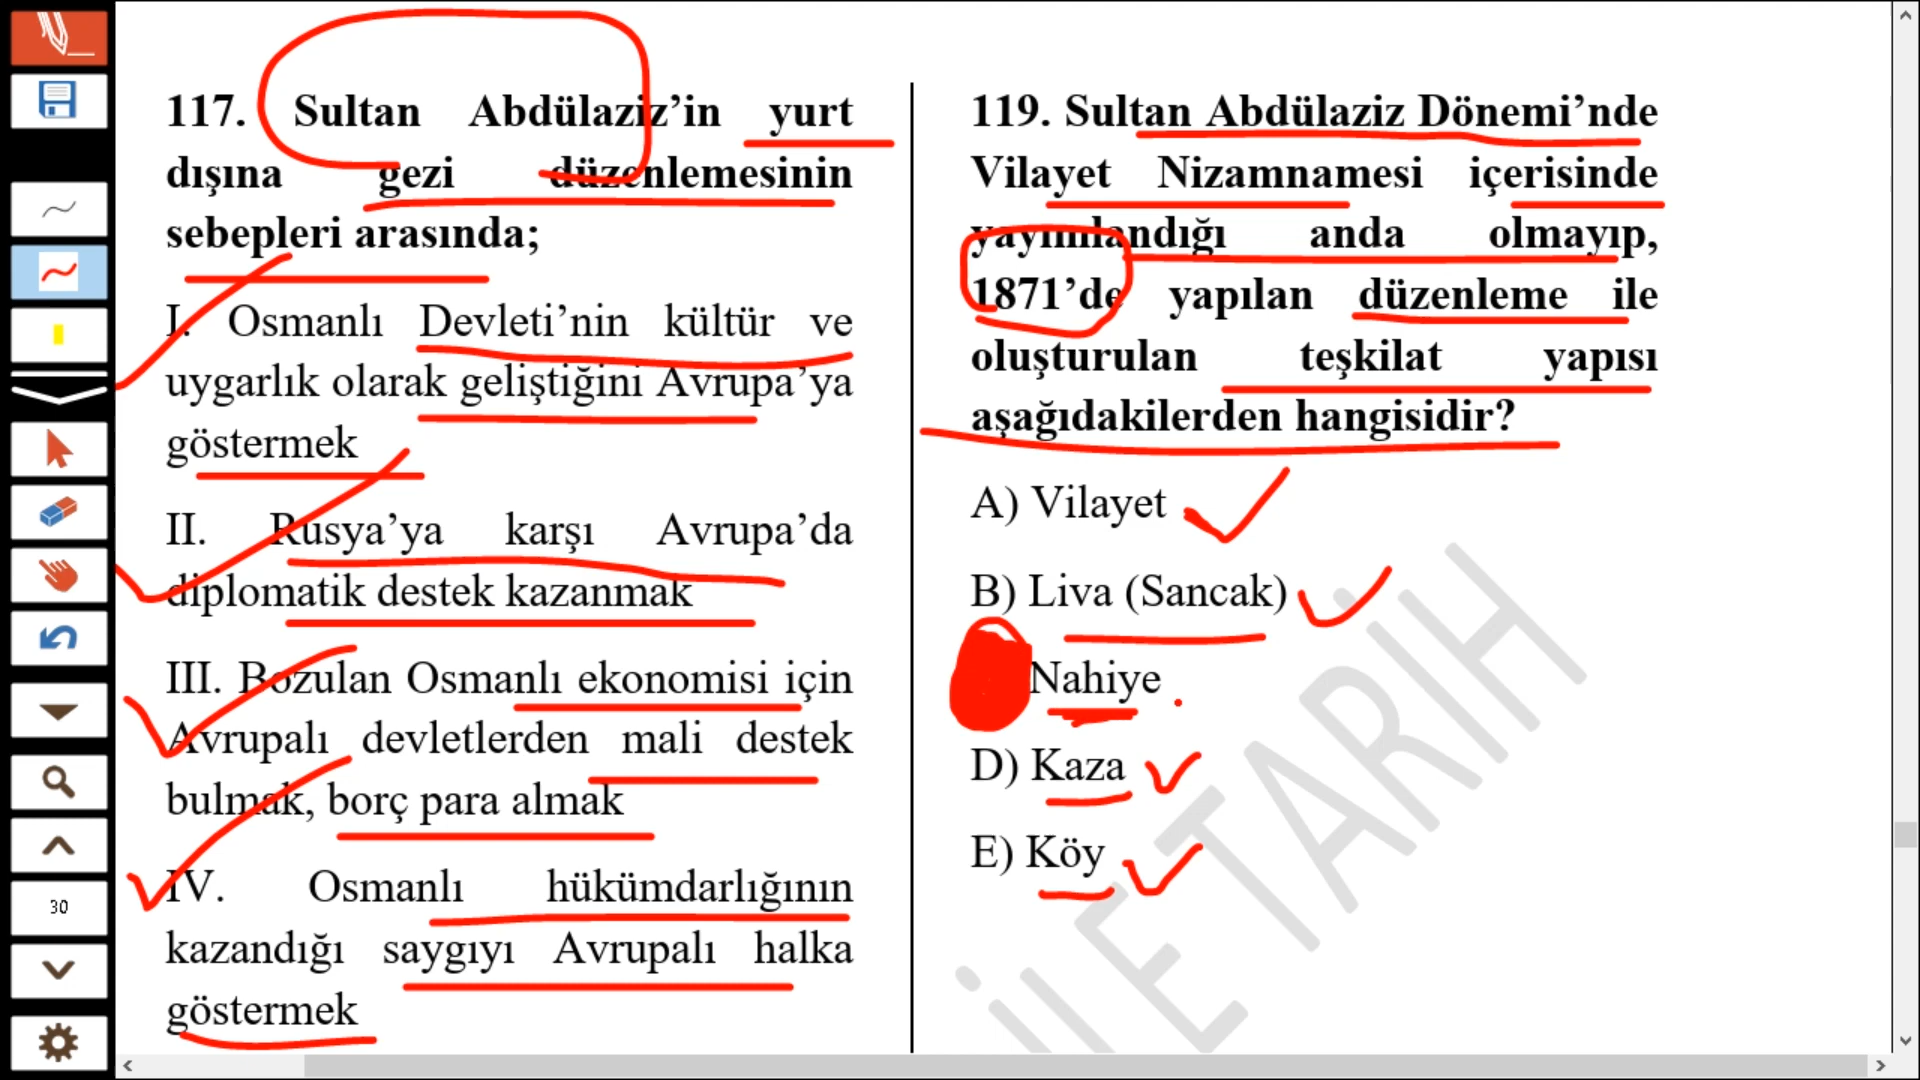 117. Sultan Abdülaziz’in yurt
dışına gezi düzenlemesinin
sebepleri arasında;
I. Osmanlı Devleti’nin kültür ve
uygarlık olarak geliştiğini Avrupa’ya
göstermek
II. Rusya’ya karşı Avrupa’da
diplomatik destek kazanmak
III. Bozulan Osmanlı ekonomisi için
Avrupalı devletlerden mali destek
bulmak, borç para almak
IV. Osmanlı hükümdarlığının
kazandığı saygıyı Avrupalı halka
göstermek
119. Sultan Abdülaziz Dönemi’nde
Vilayet Nizamnamesi içerisinde
yayımlandığı anda olmayıp,
1871’de yapılan düzenleme ile
oluşturulan teşkilat yapısı
aşağıdakilerden hangisidir?
A) Vilayet
B) Liva (Sancak)
Nahiye
D) Kaza
E) Köy
İLE TARİH
30